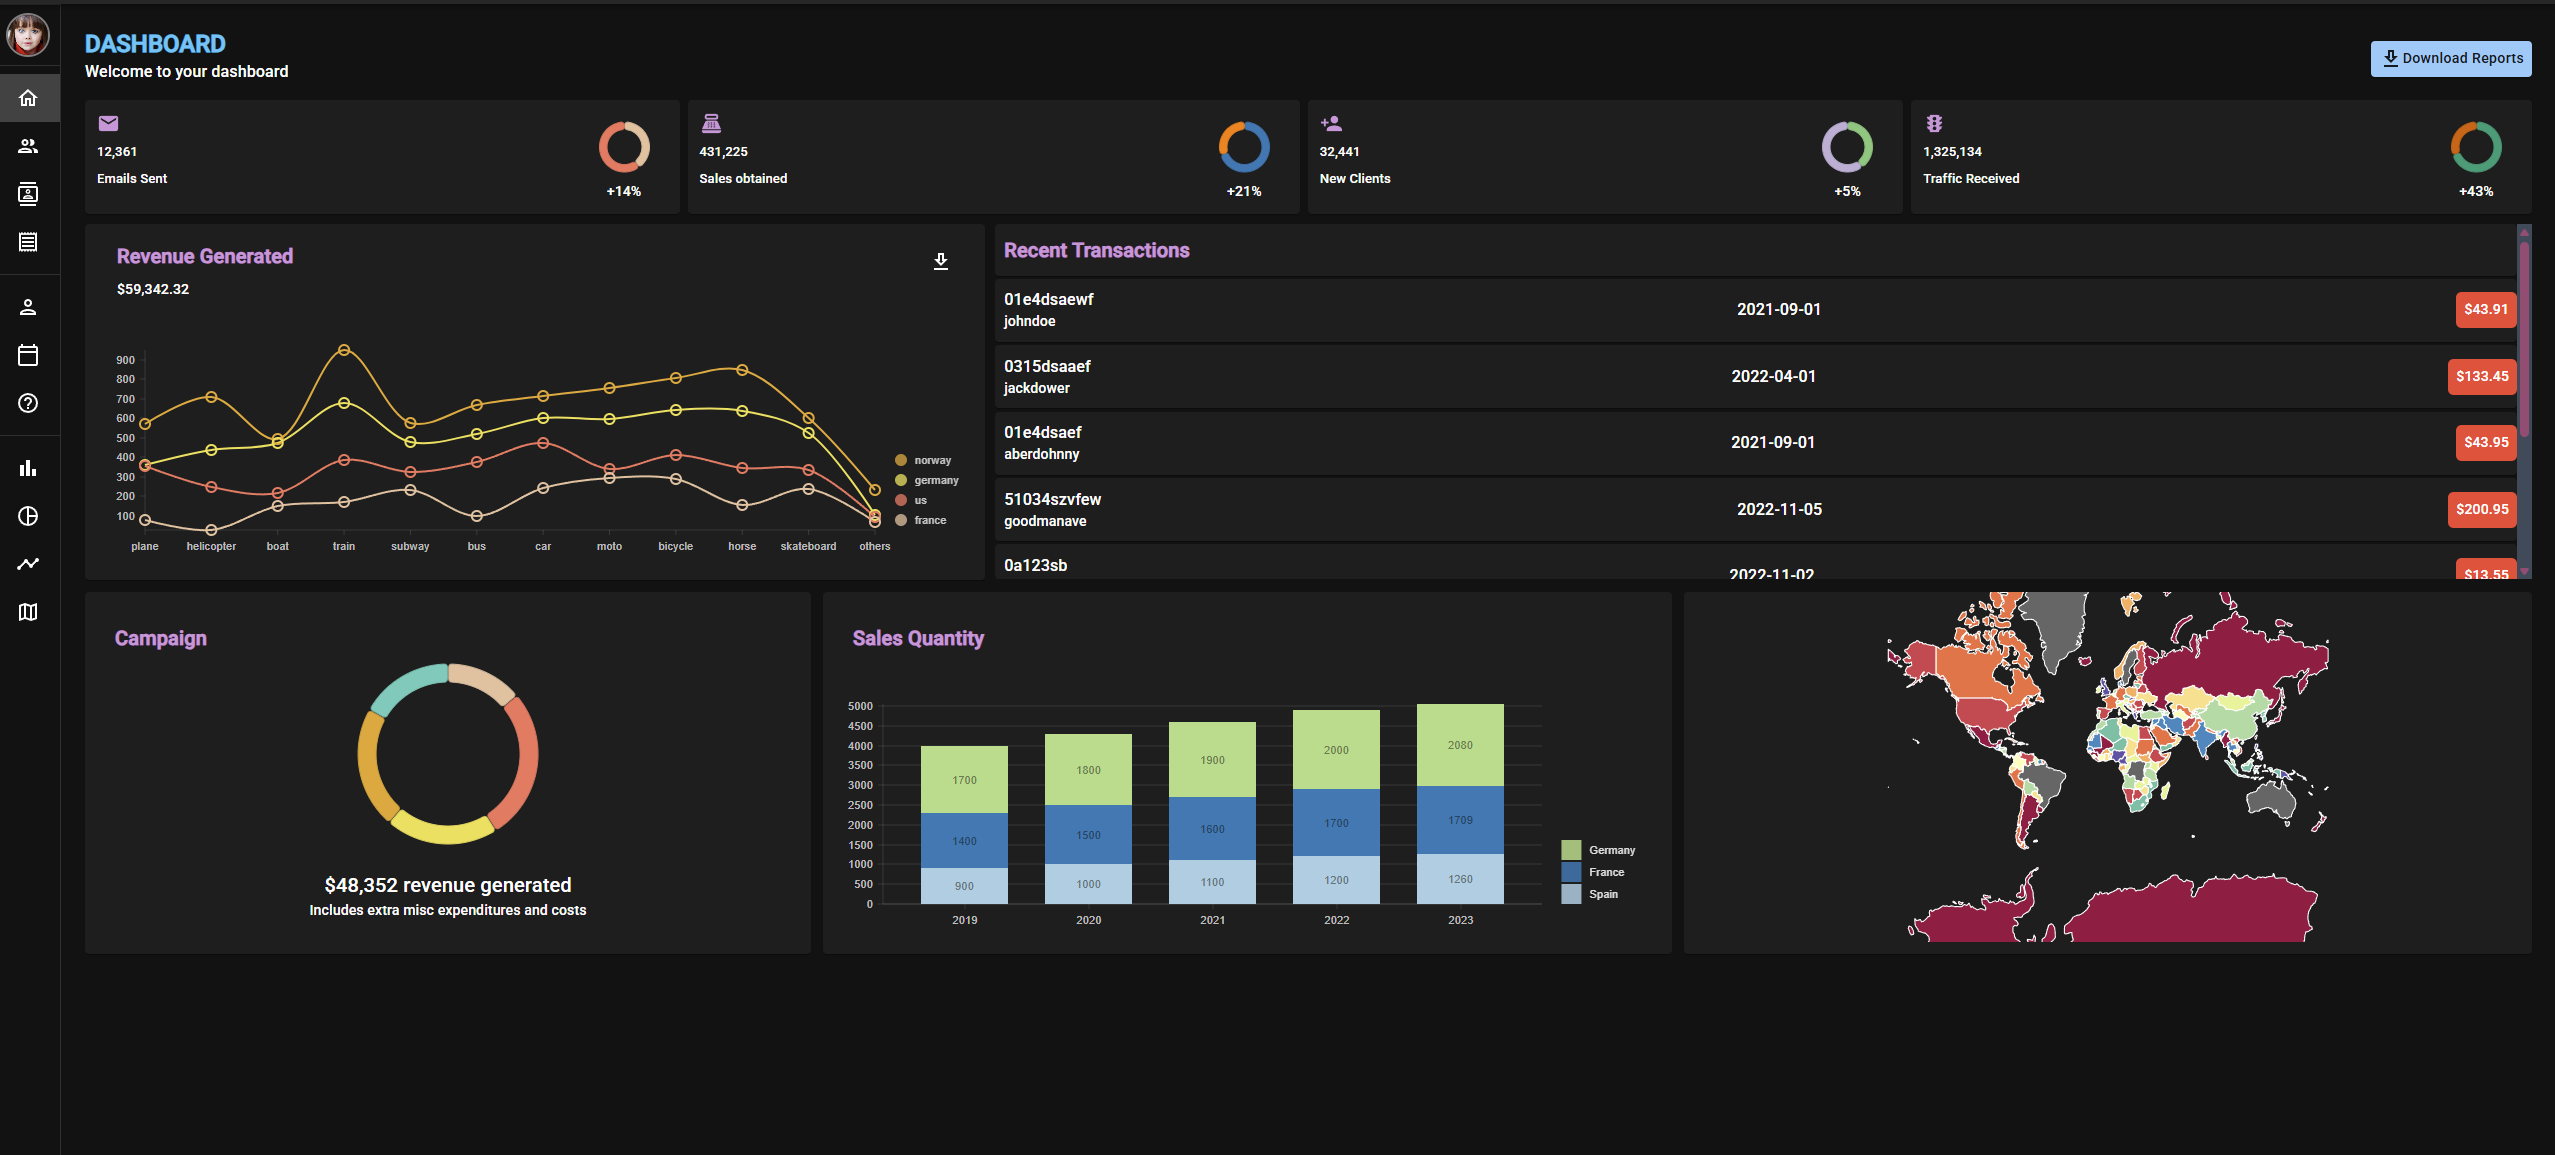 DASHBOARD
Welcome to your dashboard
Download Reports
12,361
Emails Sent
+14%
431,225
Sales obtained
+21%
32,441
New Clients
+5%
1,325,134
Traffic Received
+43%
Revenue Generated
$59,342.32
900
800
700
600
500
400
300
200
100
plane helicopter boat train subway bus car moto bicycle horse skateboard others
norway
germany
us
france
Recent Transactions
01e4dsaewf
johndoe
2021-09-01
$43.91
0315dsaaef
jackdower
2022-04-01
$133.45
01e4dsaef
aberdohnny
2021-09-01
$43.95
51034szvfew
goodmanave
2022-11-05
$200.95
0a123sb
2022-11-02
$13.55
Campaign
$48,352 revenue generated
Includes extra misc expenditures and costs
Sales Quantity
5000
4500
4000
3500
3000
2500
2000
1500
1000
500
0
1700
1400
900
1800
1500
1000
1900
1600
1100
2000
1700
1200
2080
1709
1260
2019 2020 2021 2022 2023
Germany
France
Spain